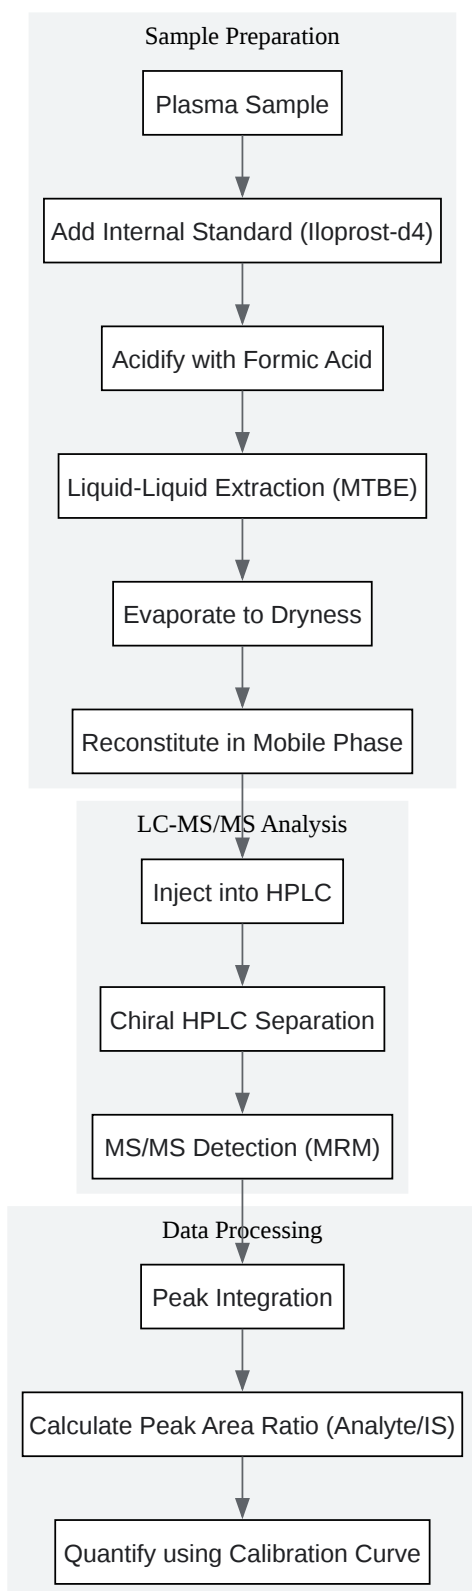 Sample Preparation
Plasma Sample
Add Internal Standard (Iloprost-d4)
Acidify with Formic Acid
Liquid-Liquid Extraction (MTBE)
Evaporate to Dryness
Reconstitute in Mobile Phase
LC-MS/MS Analysis
Inject into HPLC
Chiral HPLC Separation
MS/MS Detection (MRM)
Data Processing
Peak Integration
Calculate Peak Area Ratio (Analyte/IS)
Quantify using Calibration Curve